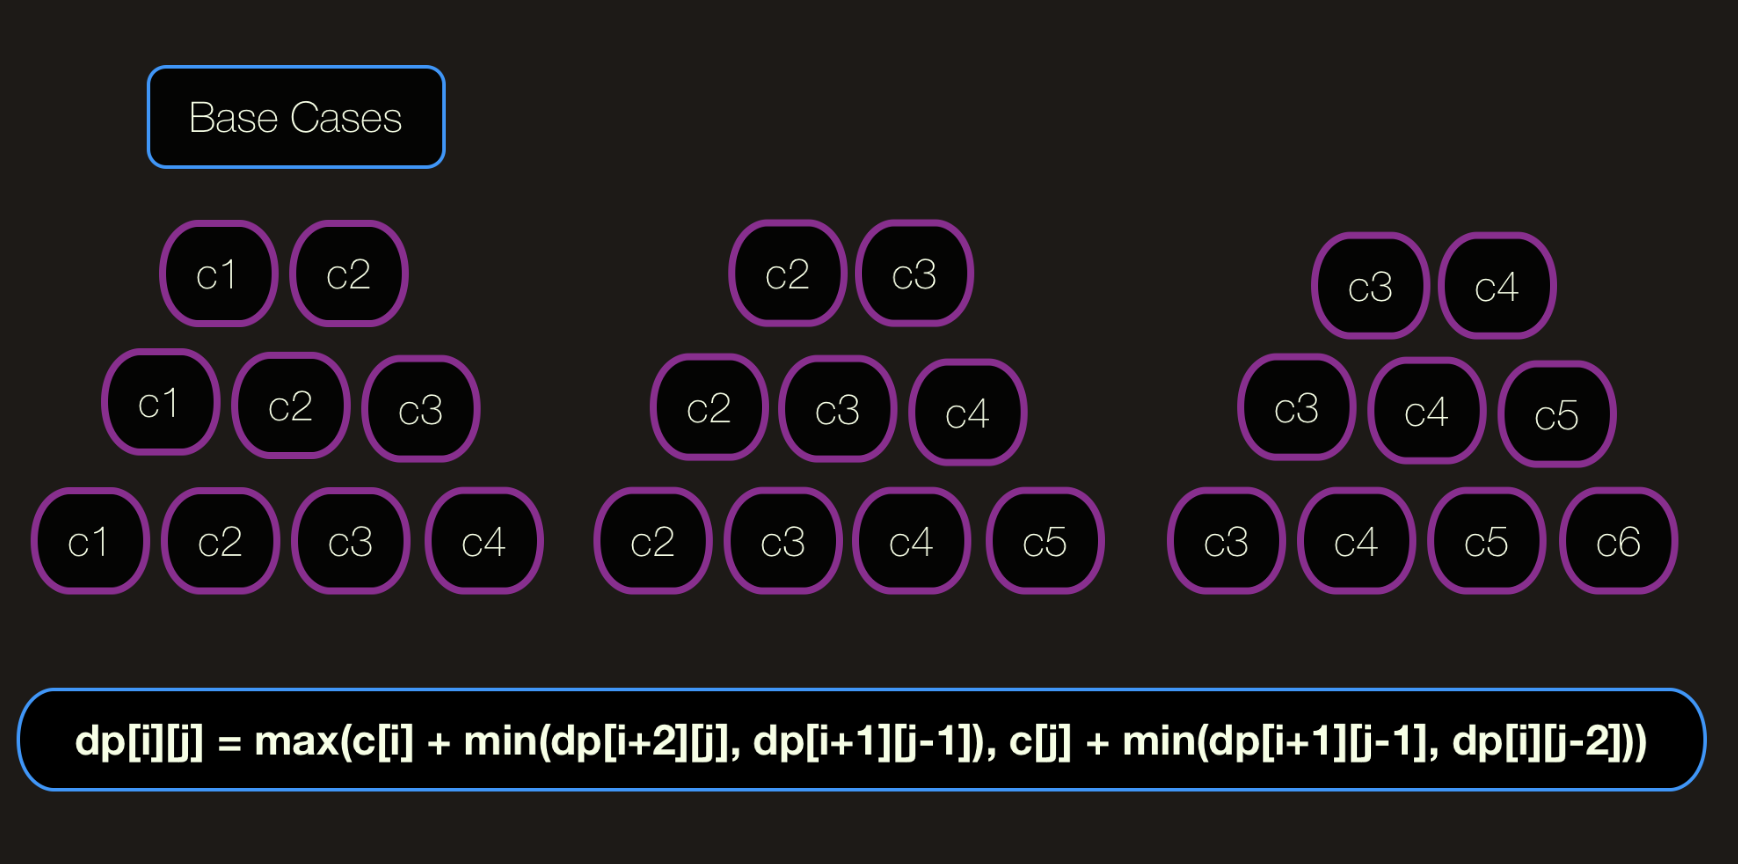 Base Cases
c1 c2 c2 c3 c3 c4
c1 c2 c3 c2 c3 c4 c3 c4 c5
c1 c2 c3 c4 c2 c3 c4 c5 c3 c4 c5 c6
dp[i][j] = max(c[i] + min(dp[i+2][j], dp[i+1][j-1]), c[j] + min(dp[i+1][j-1], dp[i][j-2]))